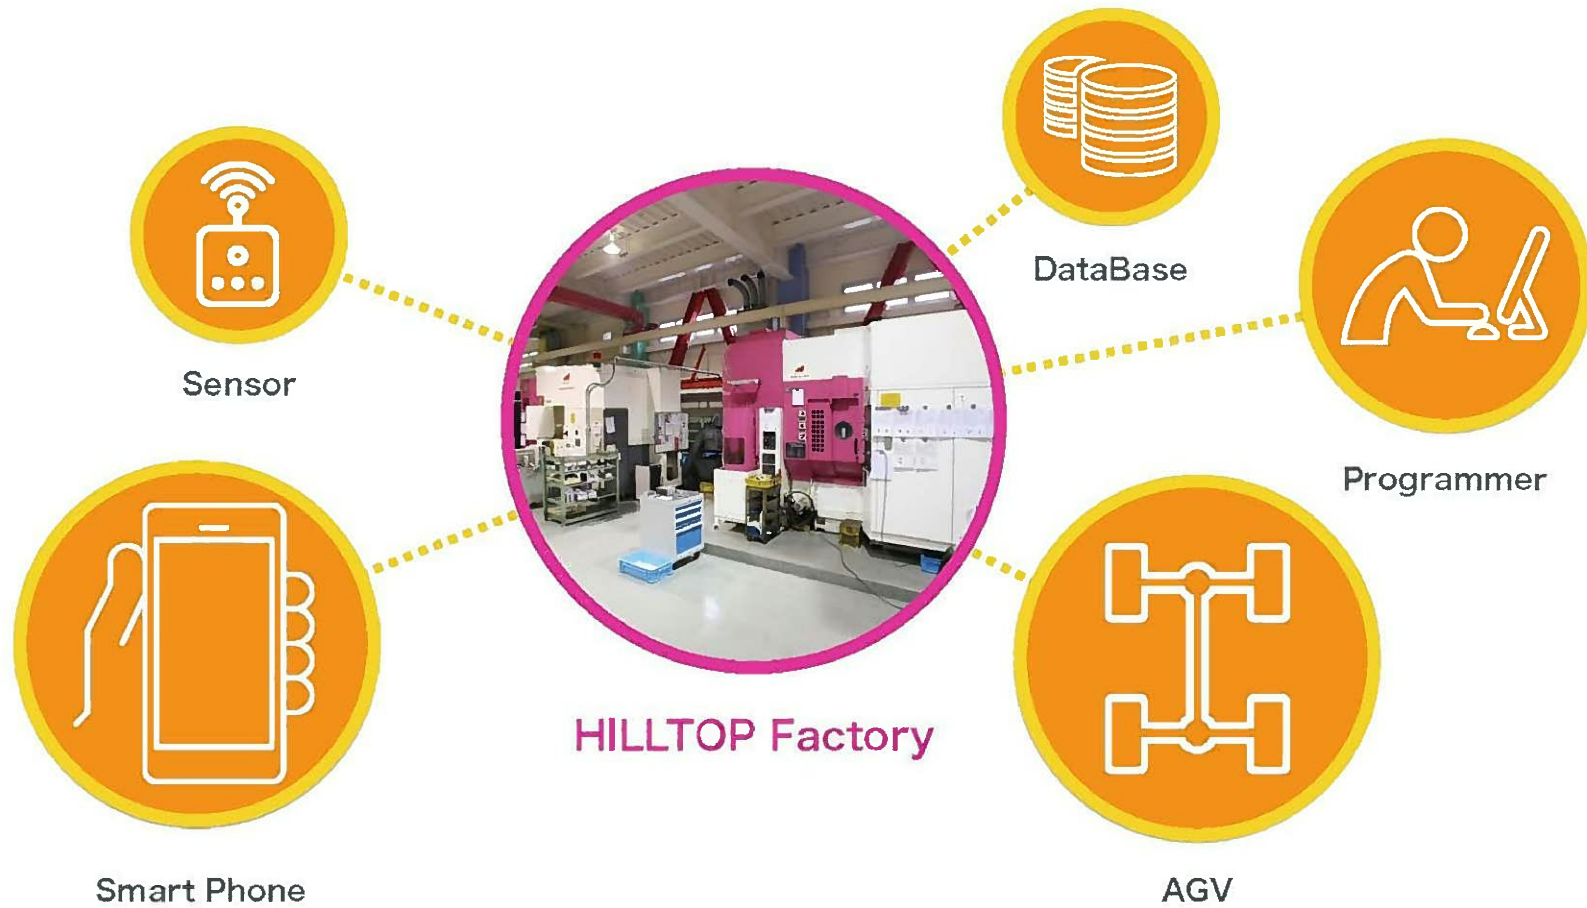 DataBase
Sensor
Programmer
HILLTOP Factory
Smart Phone
AGV